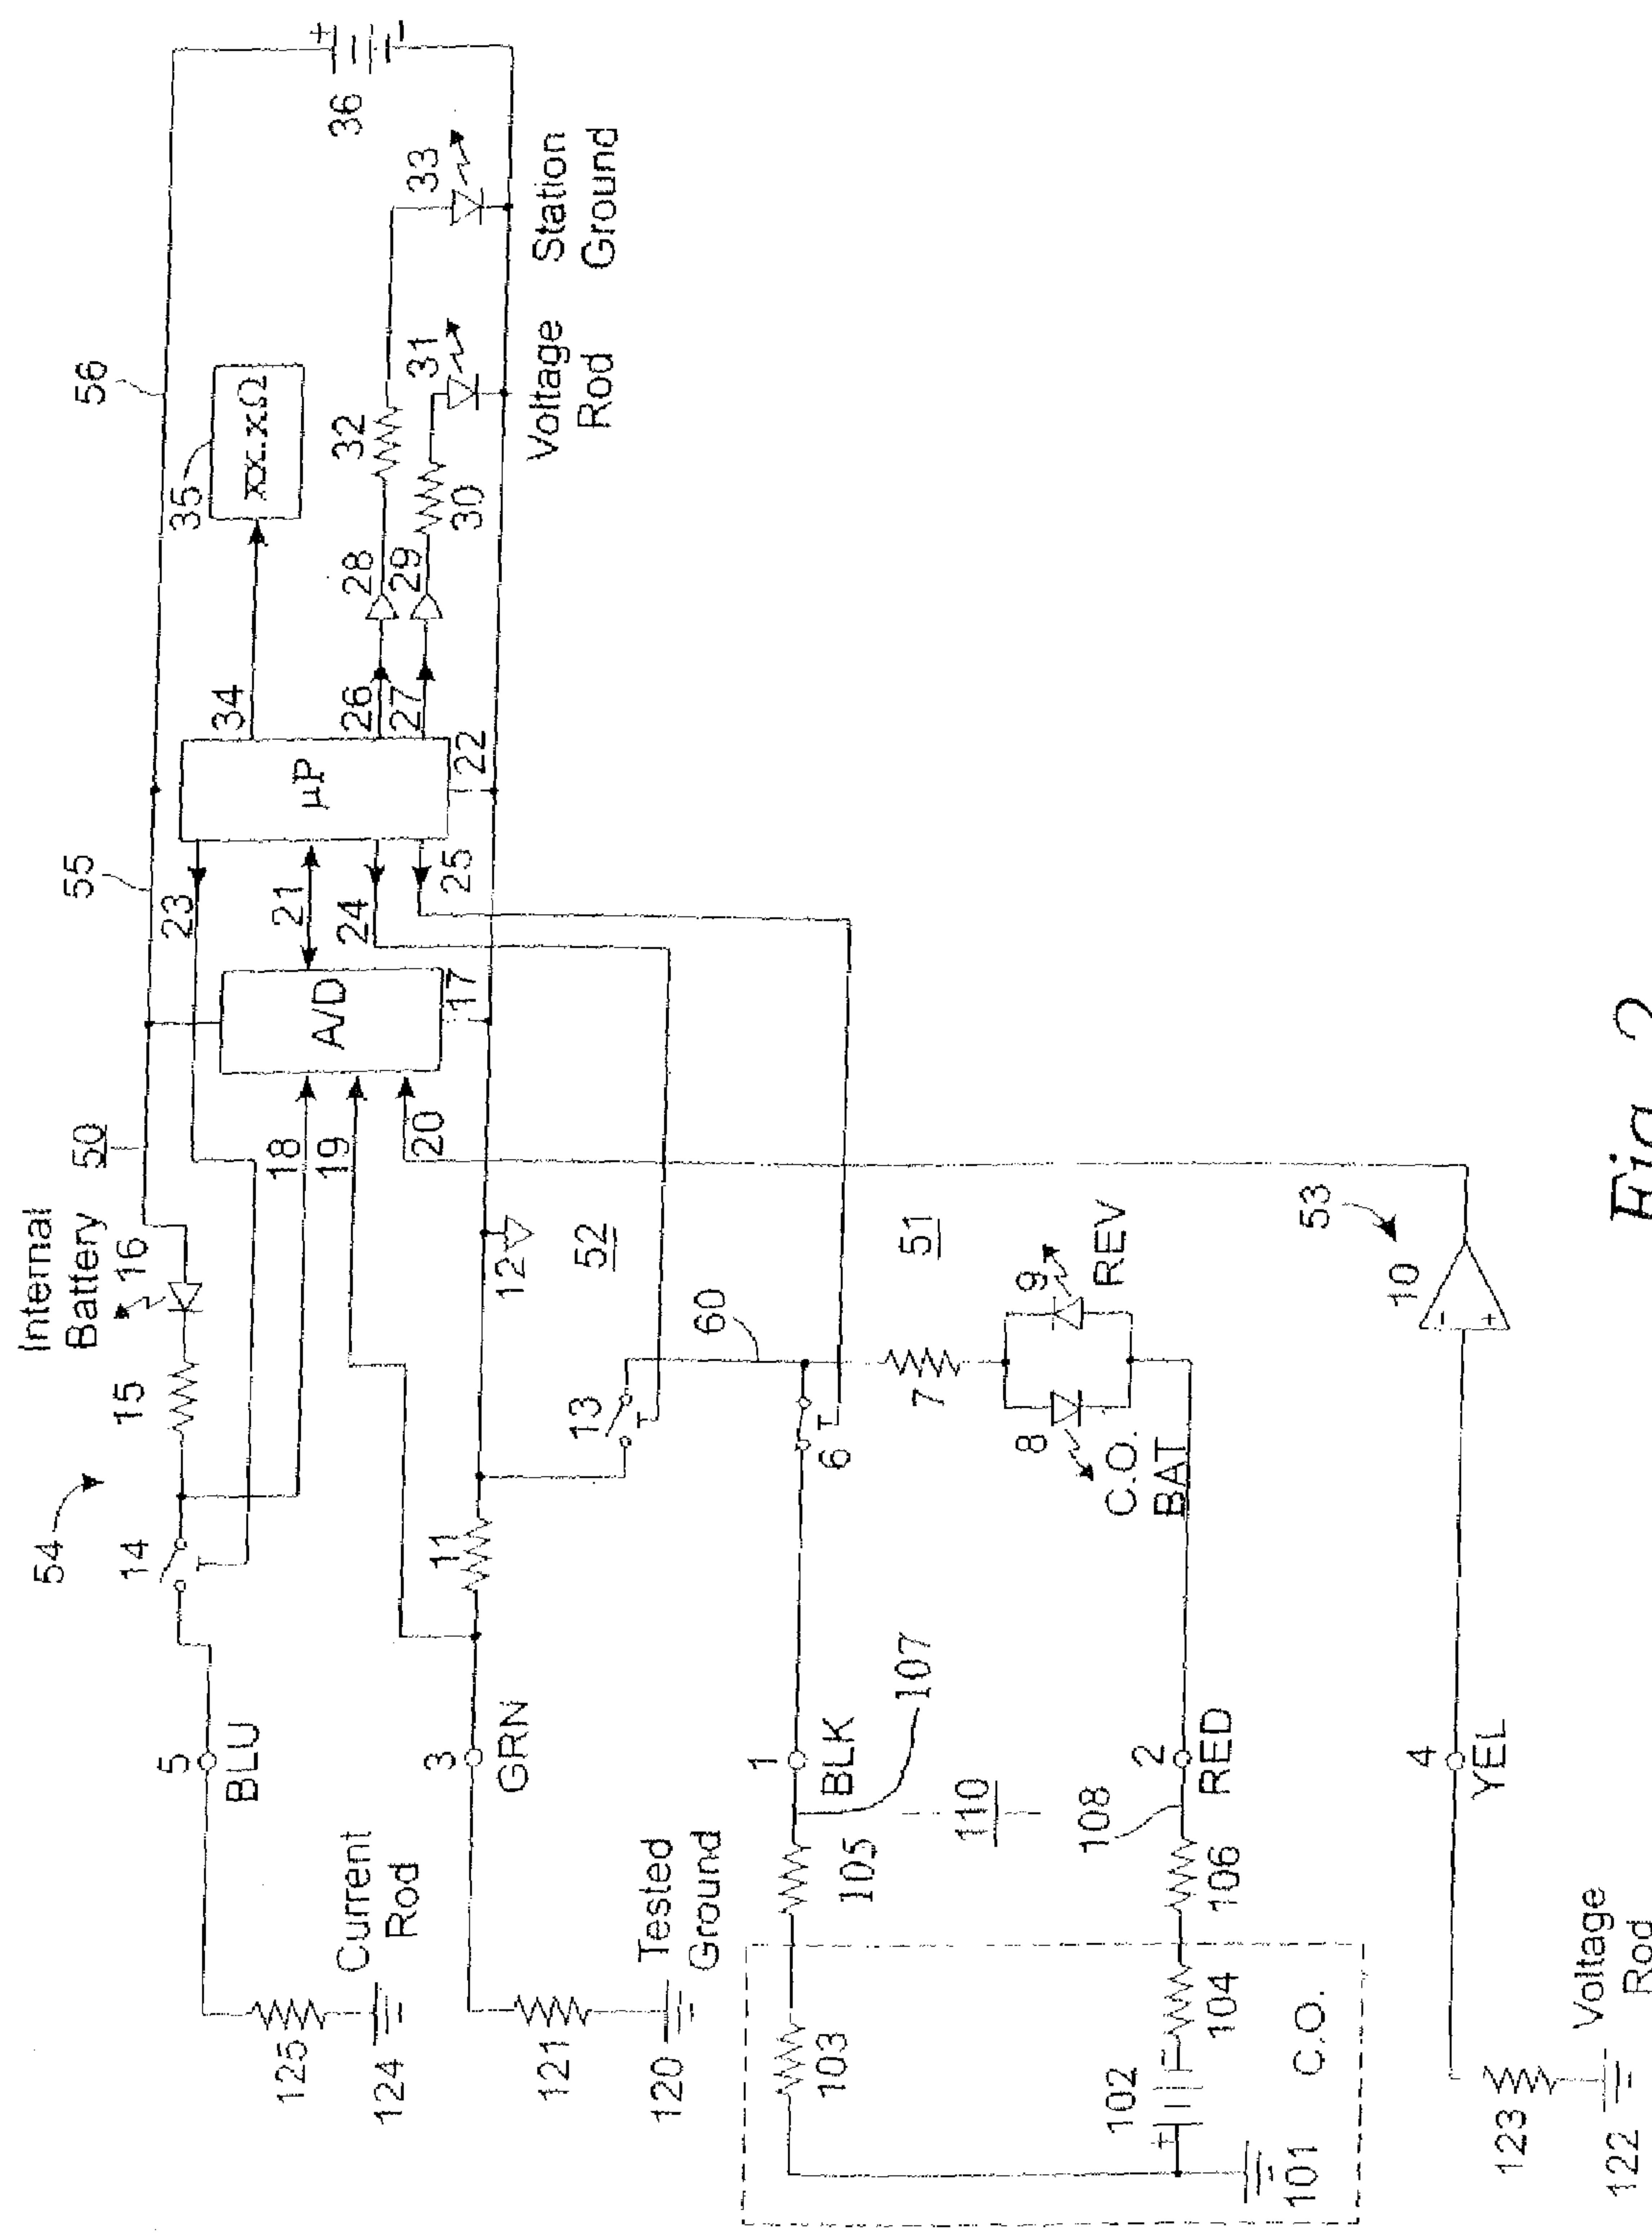 Internal
Battery
54
14
15
16
50
55
56
23
18
19
20
21
A/D
17
24
25
μP
22
34
35
xx.xΩ
26
27
28
29
30
32
31
33
+
36
Voltage
Rod
Station
Ground
5
BLU
125
124
Current
Rod
3
GRN
11
12
121
120
Tested
Ground
13
52
60
6
1
BLK
107
105
103
7
51
8
C.O.
BAT
9
REV
110
2
RED
108
106
104
102
+
101
C.O.
53
10
-
+
4
YEL
123
122
Voltage
Rod
Fig. 2